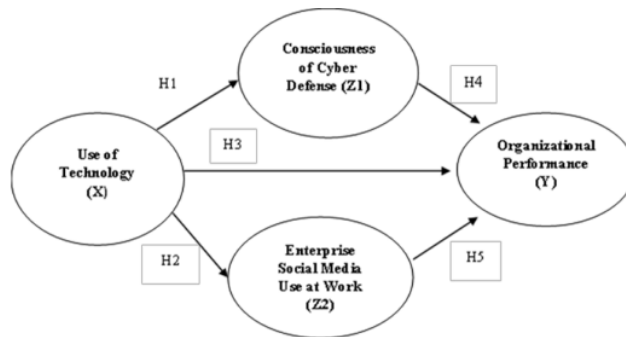 Consciousness
of Cyber
Defense (Z1)
H1
H4
H3
Use of
Technology
(X)
Organizational
Performance
(Y)
H2
Enterprise
Social Media
Use at Work
(Z2)
H5